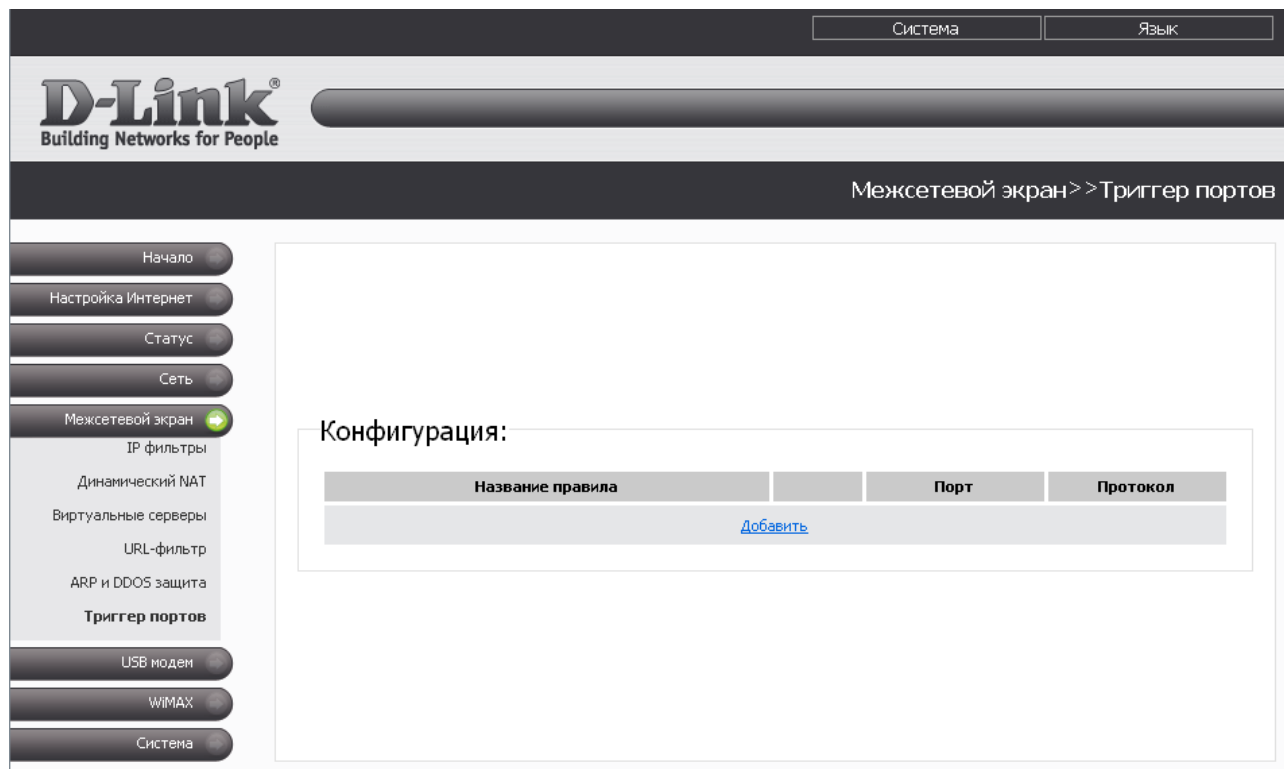 Система
Язык
D-Link®
Building Networks for People
Межсетевой экран>>Триггер портов
Начало
Настройка Интернет
Статус
Сеть
Межсетевой экран
IP фильтры
Динамический NAT
Виртуальные серверы
URL-фильтр
ARP и DDOS защита
Триггер портов
USB модем
WiMAX
Система
Конфигурация:
Название правила Порт Протокол
Добавить